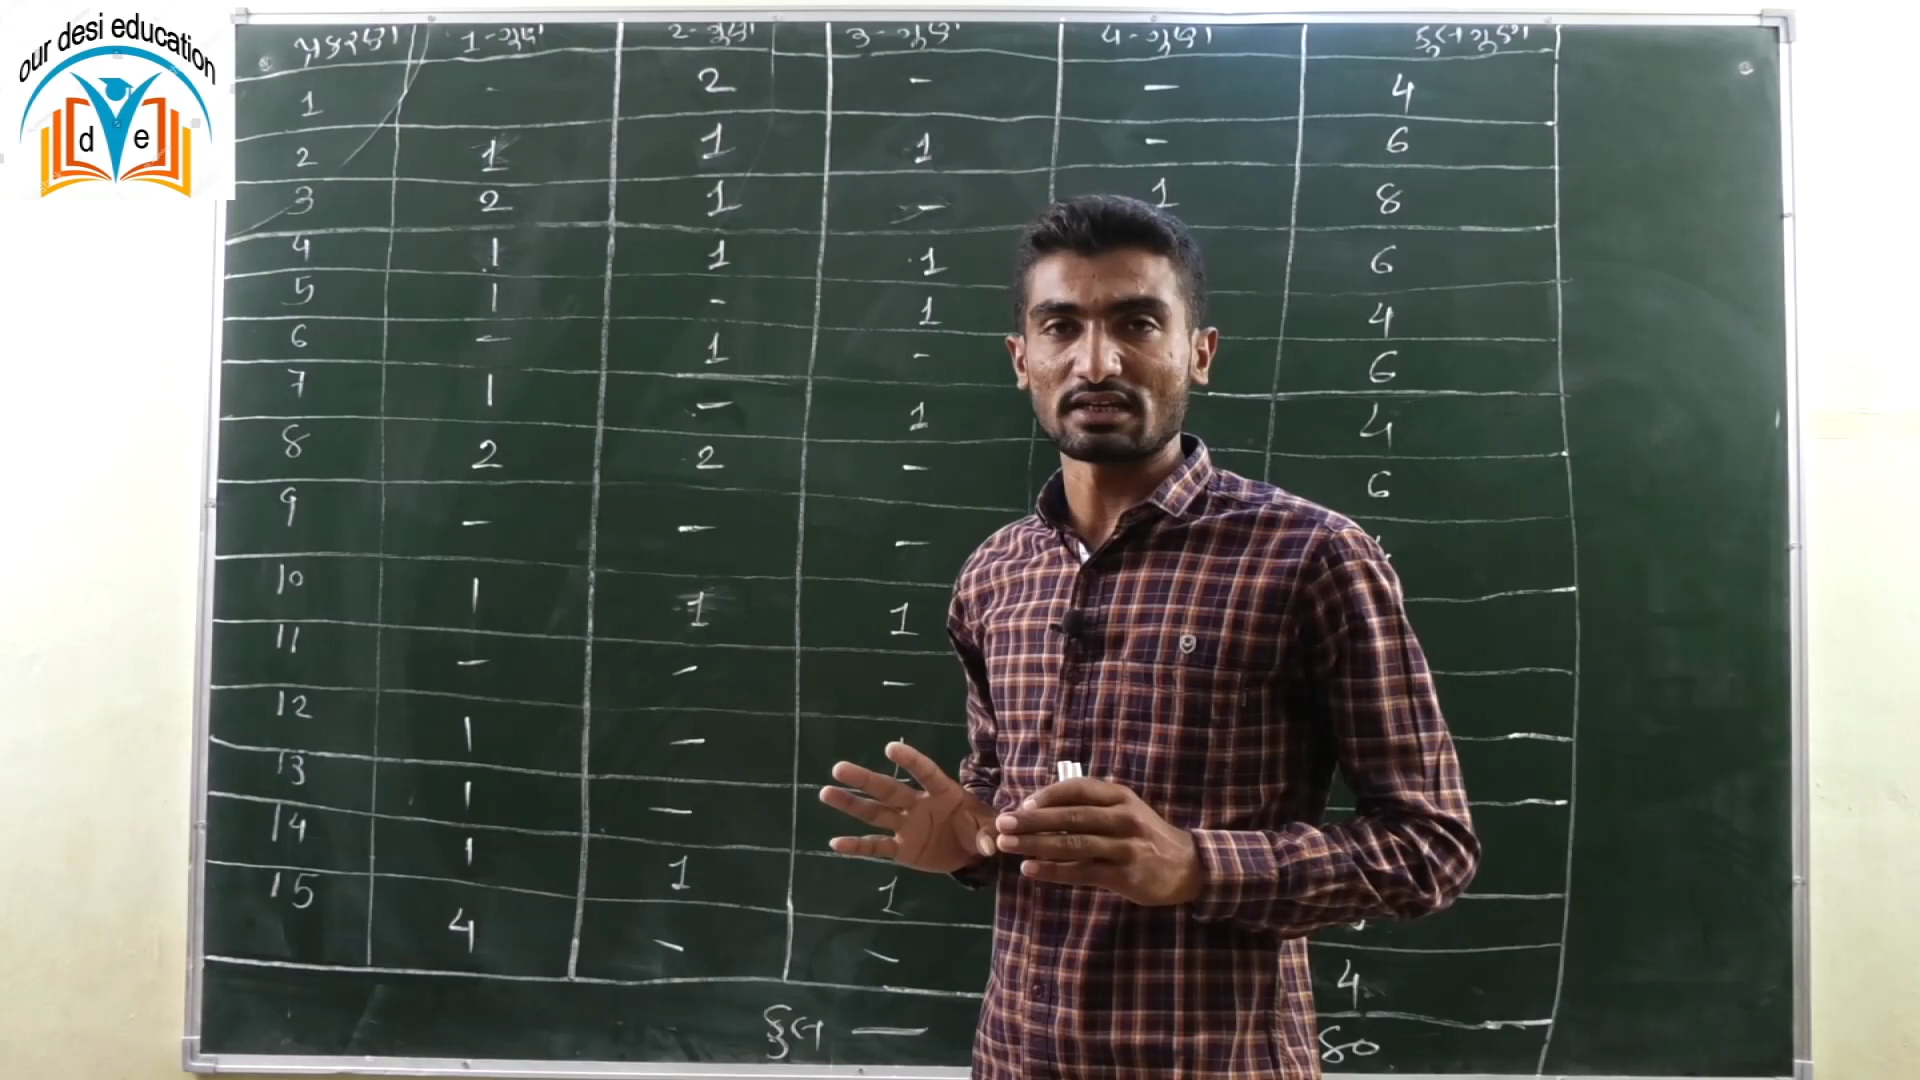 our desi education
d e
પ્રકરણ 1-ગુણ 2-ગુણ 3-ગુણ 4-ગુણ કુલ ગુણ
1 - 2 - - 4
2 1 1 1 - 6
3 2 1 - 1 8
4 1 1 1 6
5 1 - 1 4
6 - 1 - 6
7 1 - 1 4
8 2 2 - 6
9 - - -
10 1 1 1
11 - - -
12 1 -
13 1 -
14 1 1 1
15 4 - - 4
કુલ — 80